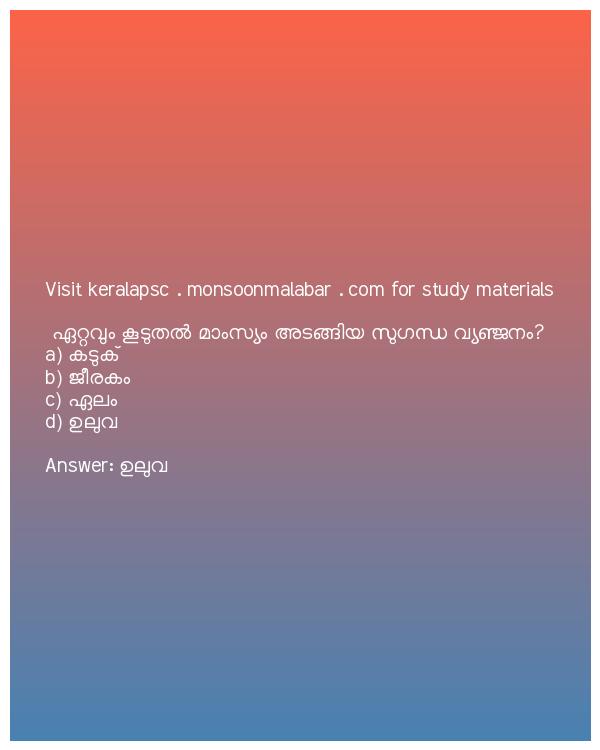 Visit keralapsc . monsoonmalabar . com for study materials
ഏറ്റവും കൂടുതൽ മാംസ്യം അടങ്ങിയ സുഗന്ധ വ്യഞ്ജനം?
a) കടുക്
b) ജീരകം
c) ഏലം
d) ഉലുവ
Answer: ഉലുവ